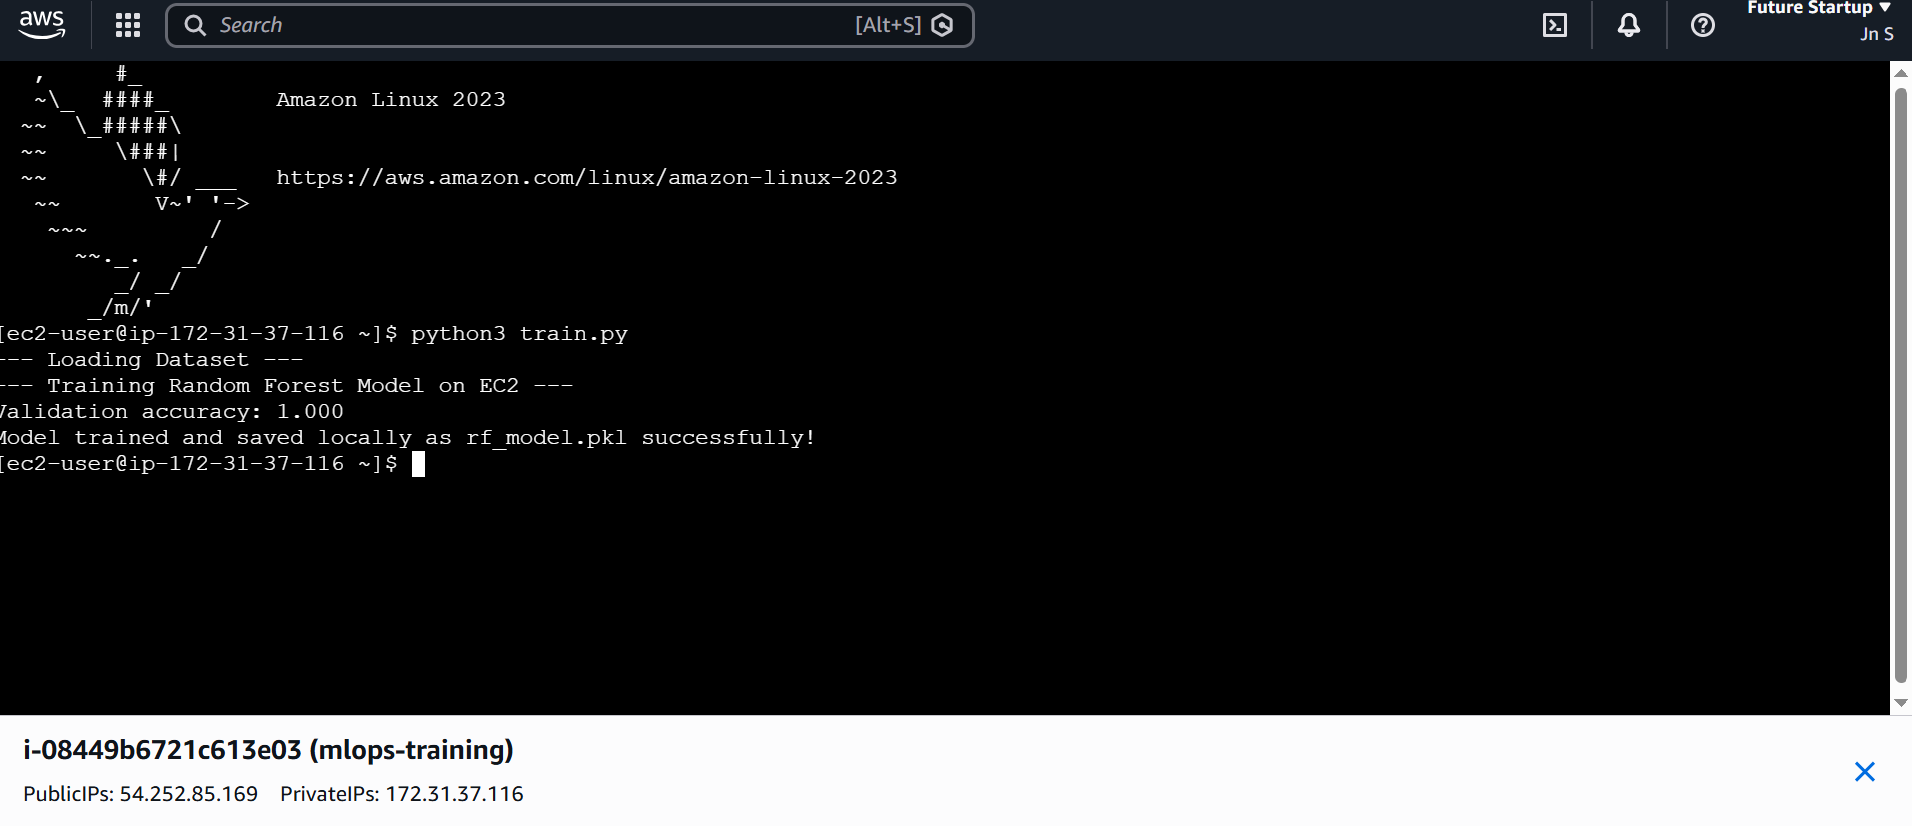 aws
Search [Alt+S]
Future Startup
Jn S
,      #_
~\_  ####_        Amazon Linux 2023
~~  \_#####\
~~     \###|
~~       \#/ ___   https://aws.amazon.com/linux/amazon-linux-2023
~~       V~' '->
~~~         /
~~._.   _/
_/ _/
_/m/'
[ec2-user@ip-172-31-37-116 ~]$ python3 train.py
--- Loading Dataset ---
--- Training Random Forest Model on EC2 ---
Validation accuracy: 1.000
Model trained and saved locally as rf_model.pkl successfully!
[ec2-user@ip-172-31-37-116 ~]$
i-08449b6721c613e03 (mlops-training)
PublicIPs: 54.252.85.169 PrivateIPs: 172.31.37.116